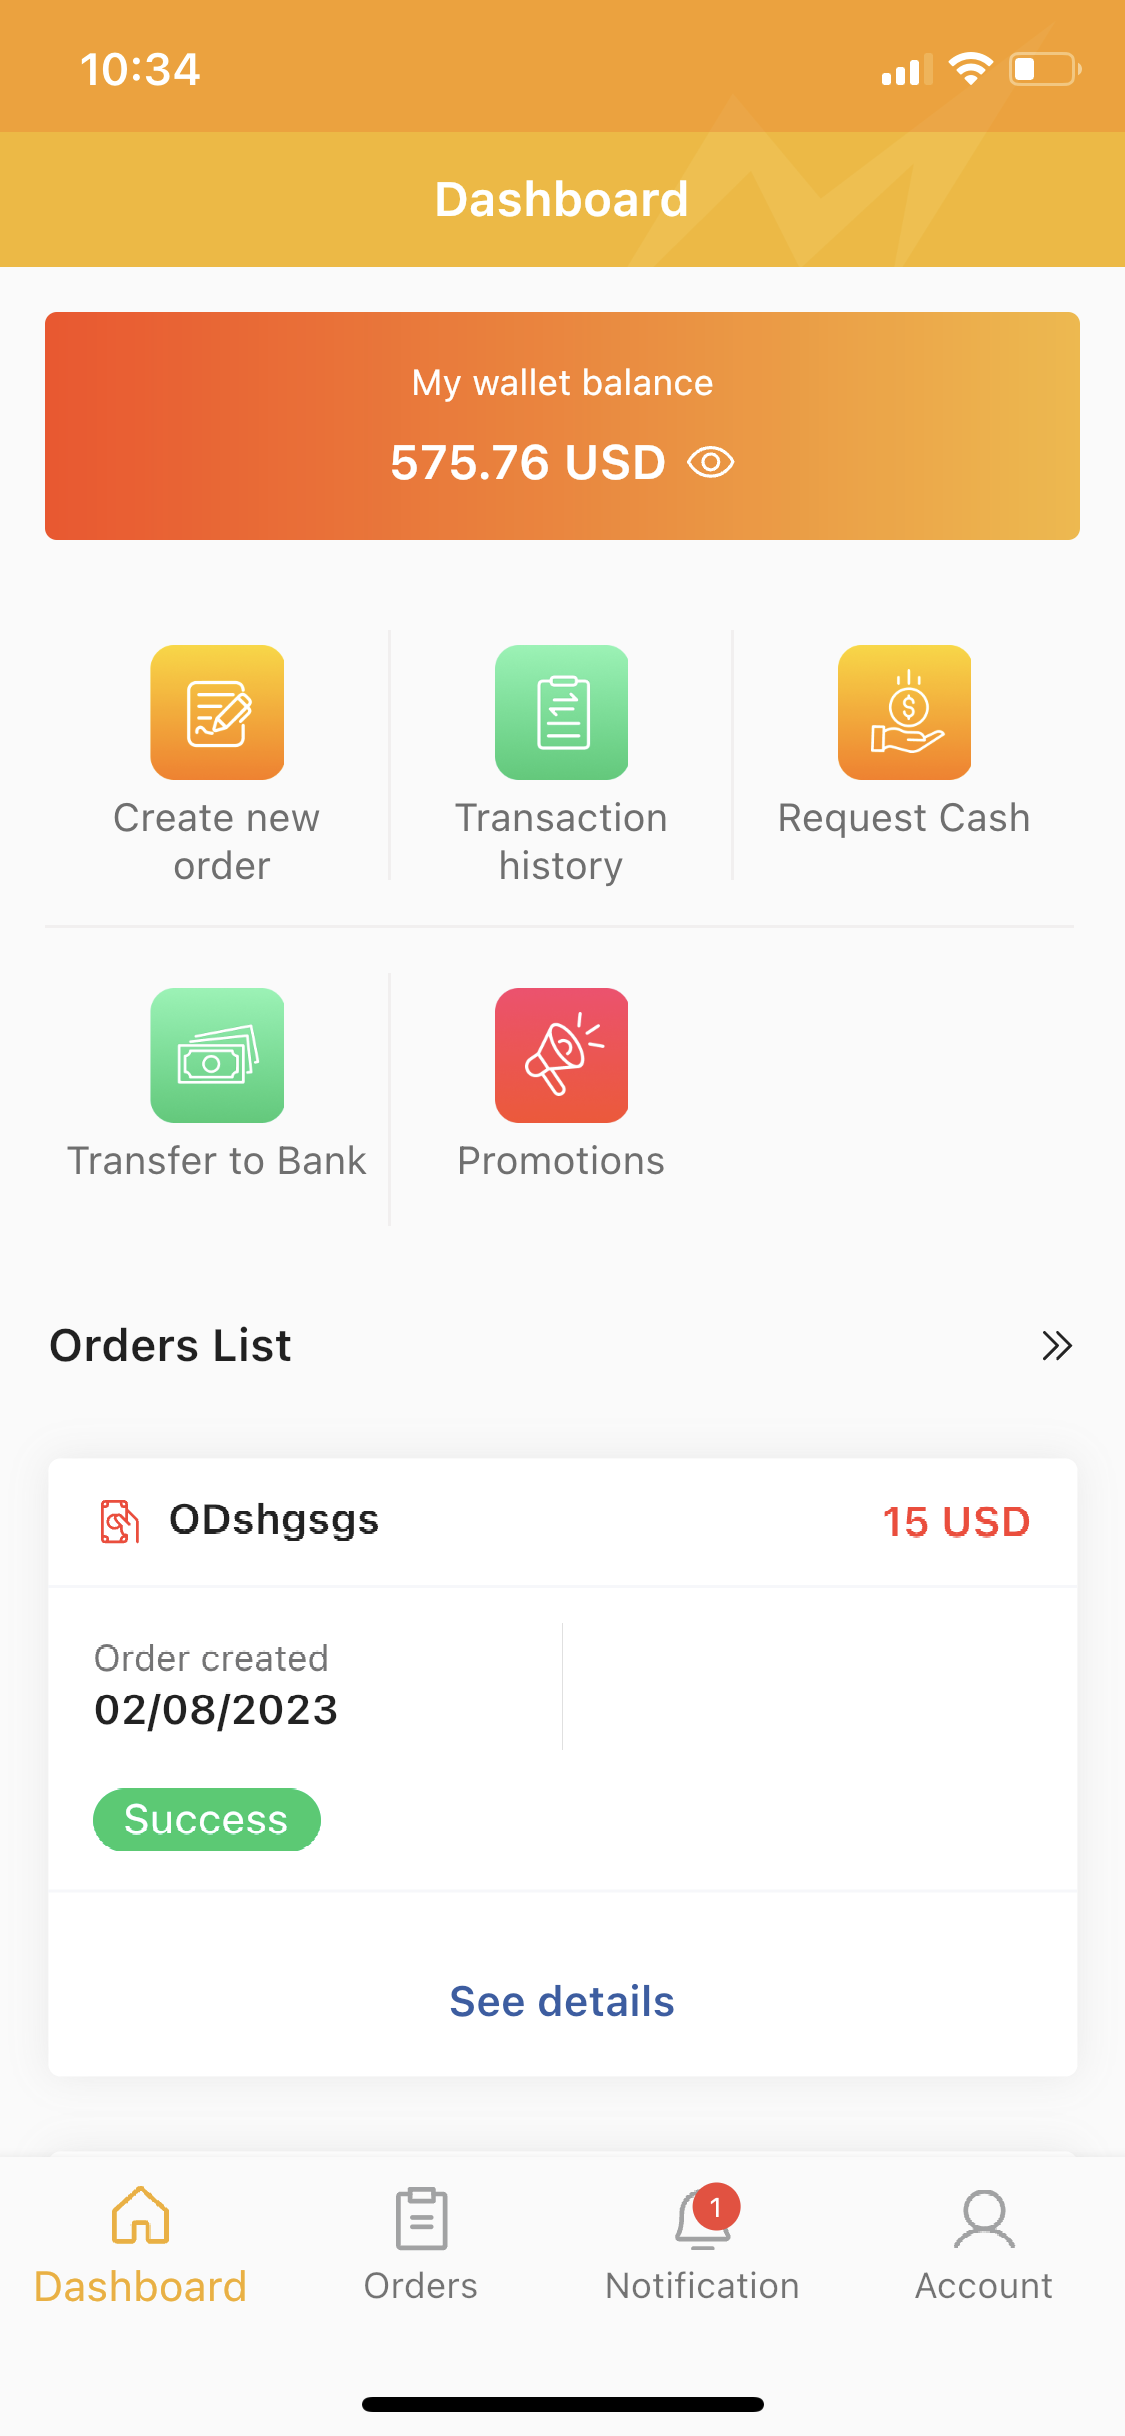 10:34
Dashboard
My wallet balance
575.76 USD
Create new
order
Transaction
history
Request Cash
Transfer to Bank
Promotions
Orders List
ODshgsgs
15 USD
Order created
02/08/2023
Success
See details
1
Dashboard
Orders
Notification
Account